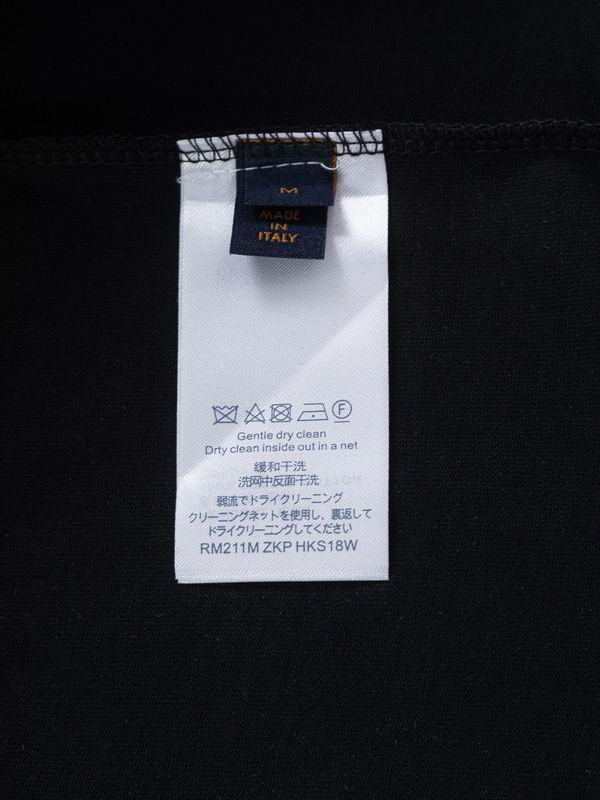 M
MADE
IN
ITALY
F
Gentle dry clean
Drty clean inside out in a net
缓和干洗
洗网中反面干洗
弱流でドライクリーニング
クリーニングネットを使用し、裏返して
ドライクリーニングしてください
RM211M ZKP HKS18W